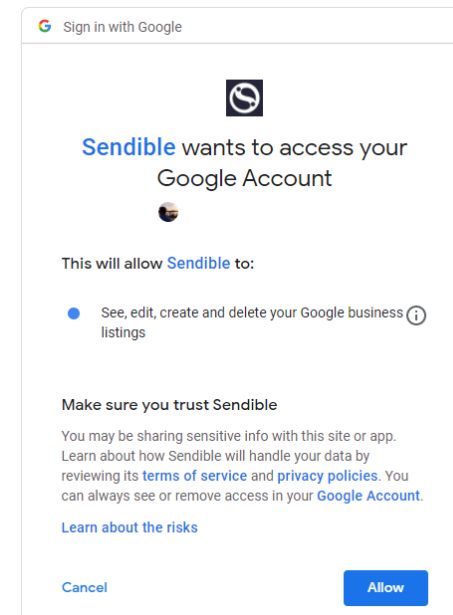 Sign in with Google
Sendible wants to access your
Google Account
This will allow Sendible to:
See, edit, create and delete your Google business
listings
Make sure you trust Sendible
You may be sharing sensitive info with this site or app.
Learn about how Sendible will handle your data by
reviewing its terms of service and privacy policies. You
can always see or remove access in your Google Account.
Learn about the risks
Cancel
Allow